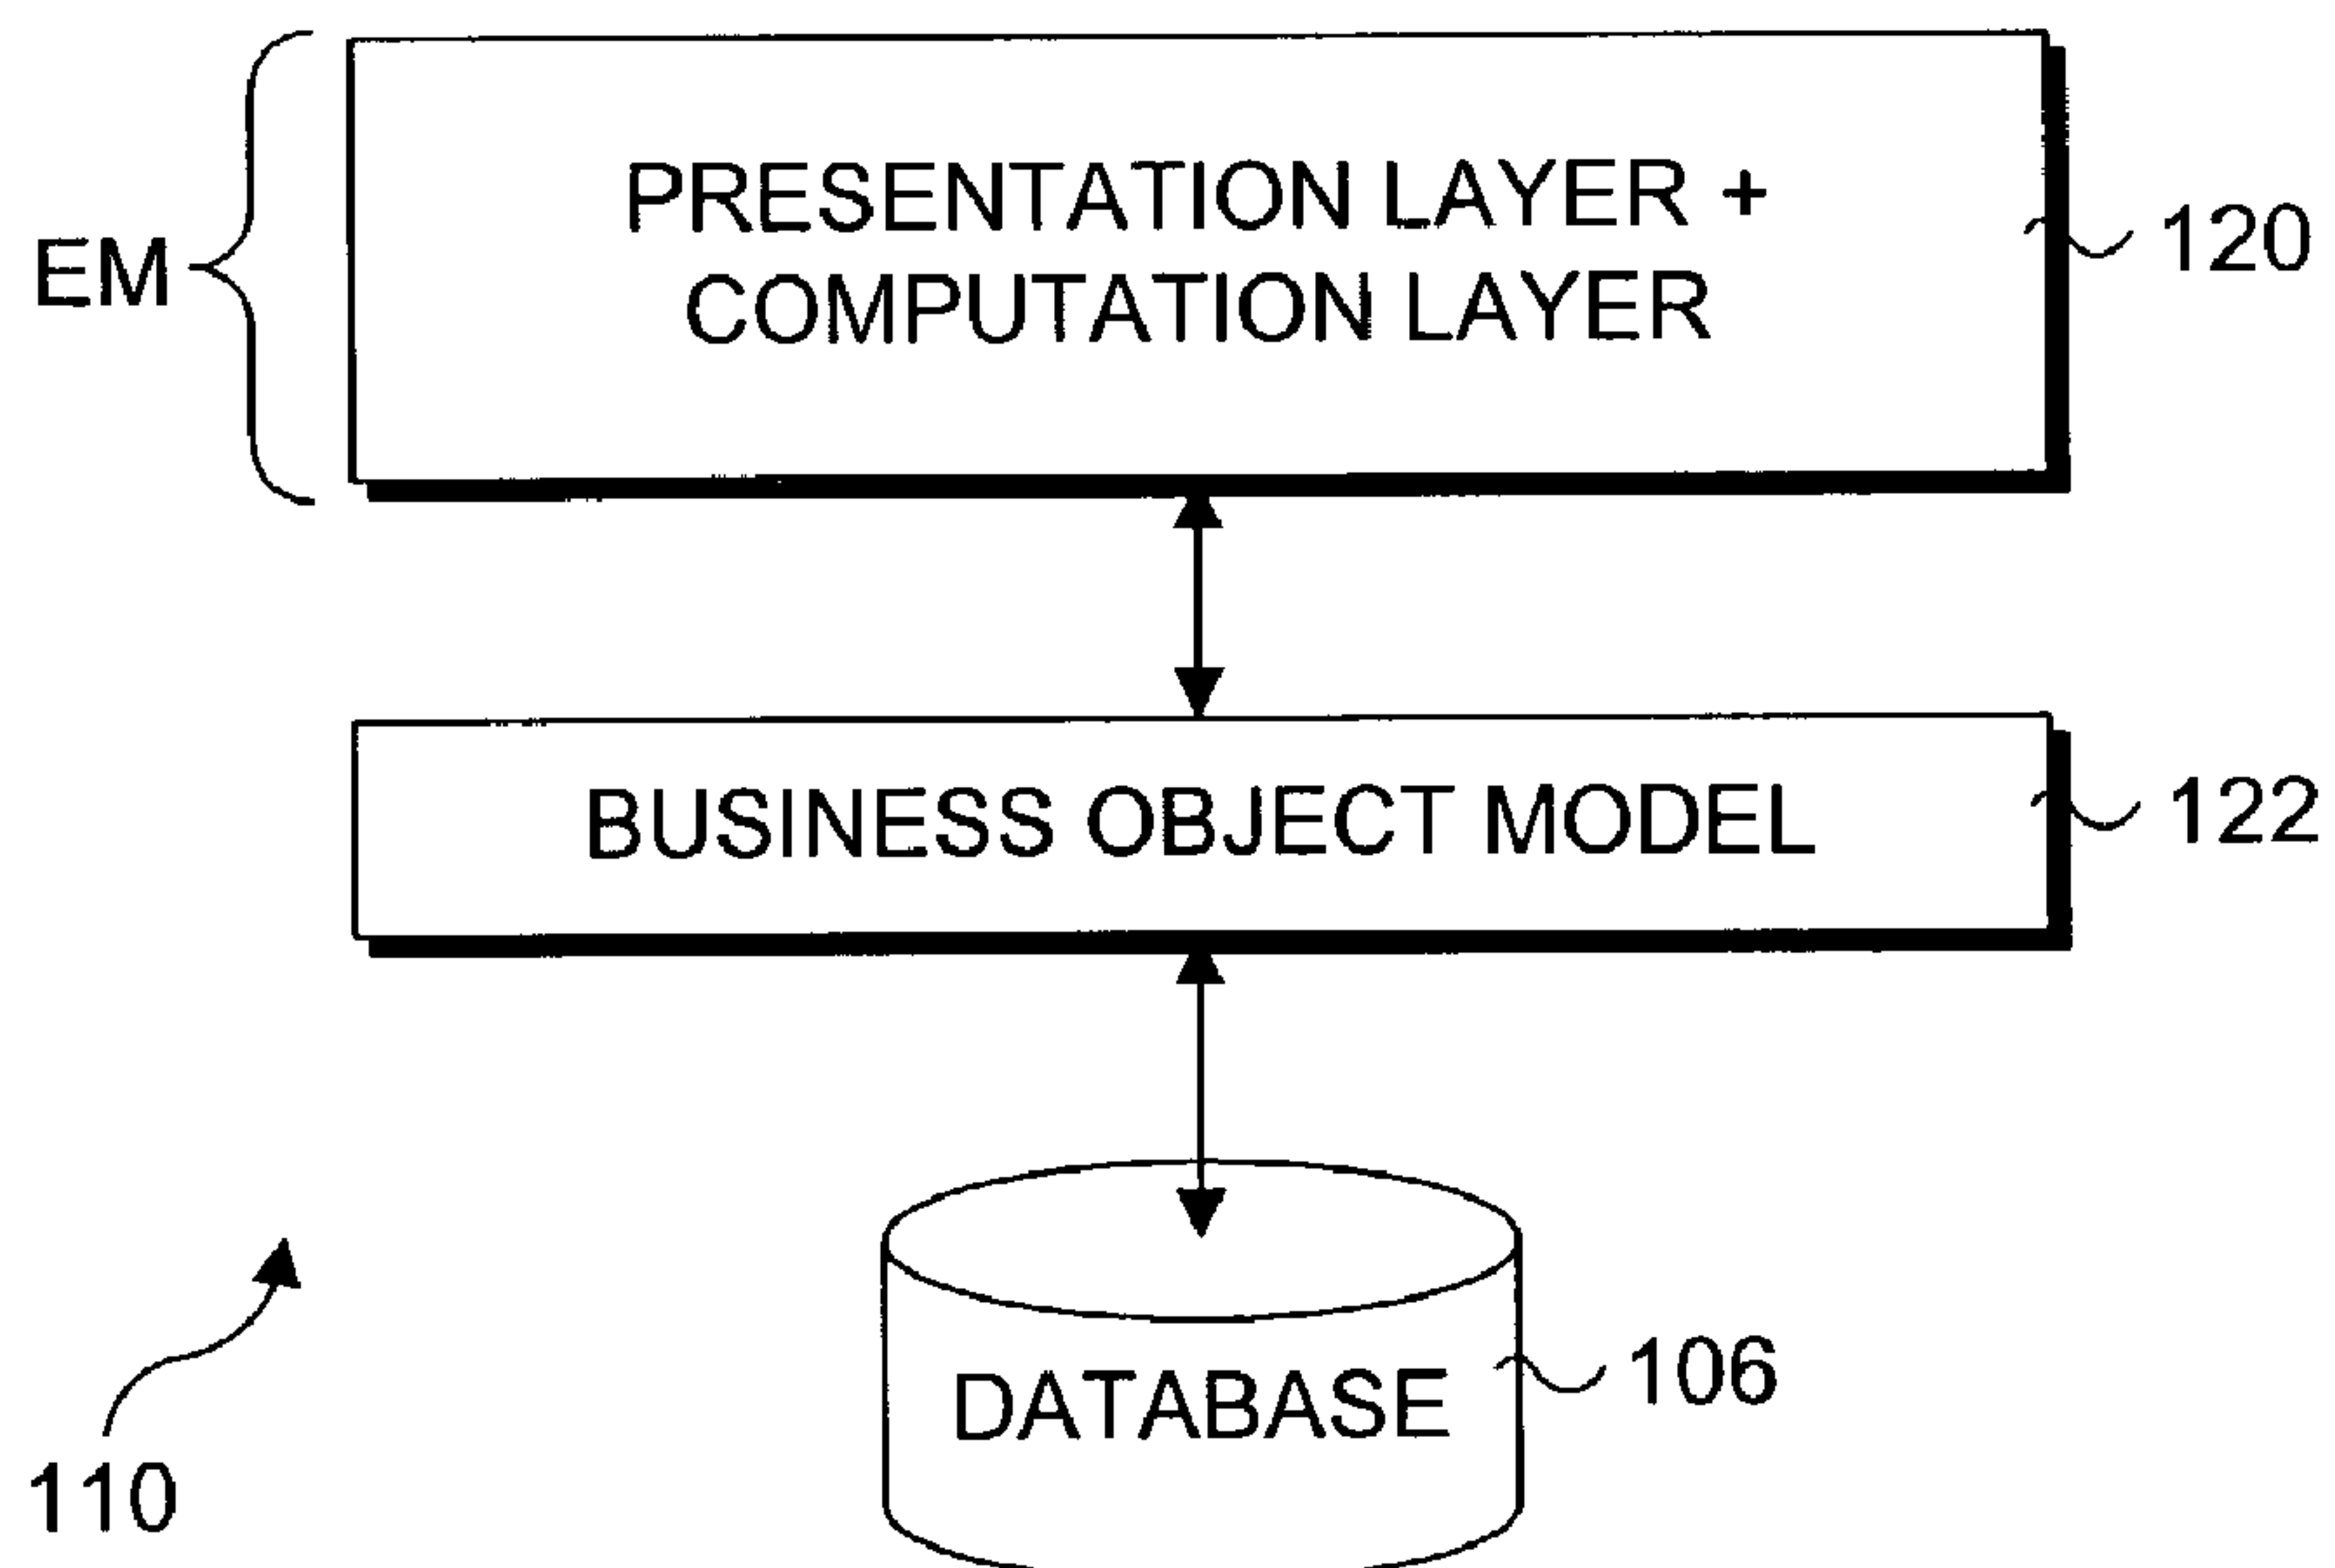 PRESENTATION LAYER +
COMPUTATION LAYER
EM
120
BUSINESS OBJECT MODEL
122
DATABASE
106
110